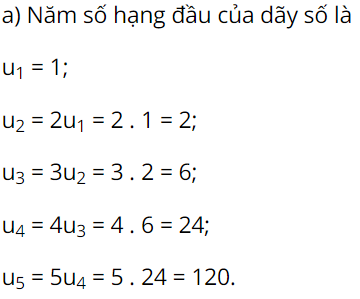 a) Năm số hạng đầu của dãy số là
u₁ = 1;
u₂ = 2u₁ = 2 . 1 = 2;
u₃ = 3u₂ = 3 . 2 = 6;
u₄ = 4u₃ = 4 . 6 = 24;
u₅ = 5u₄ = 5 . 24 = 120.